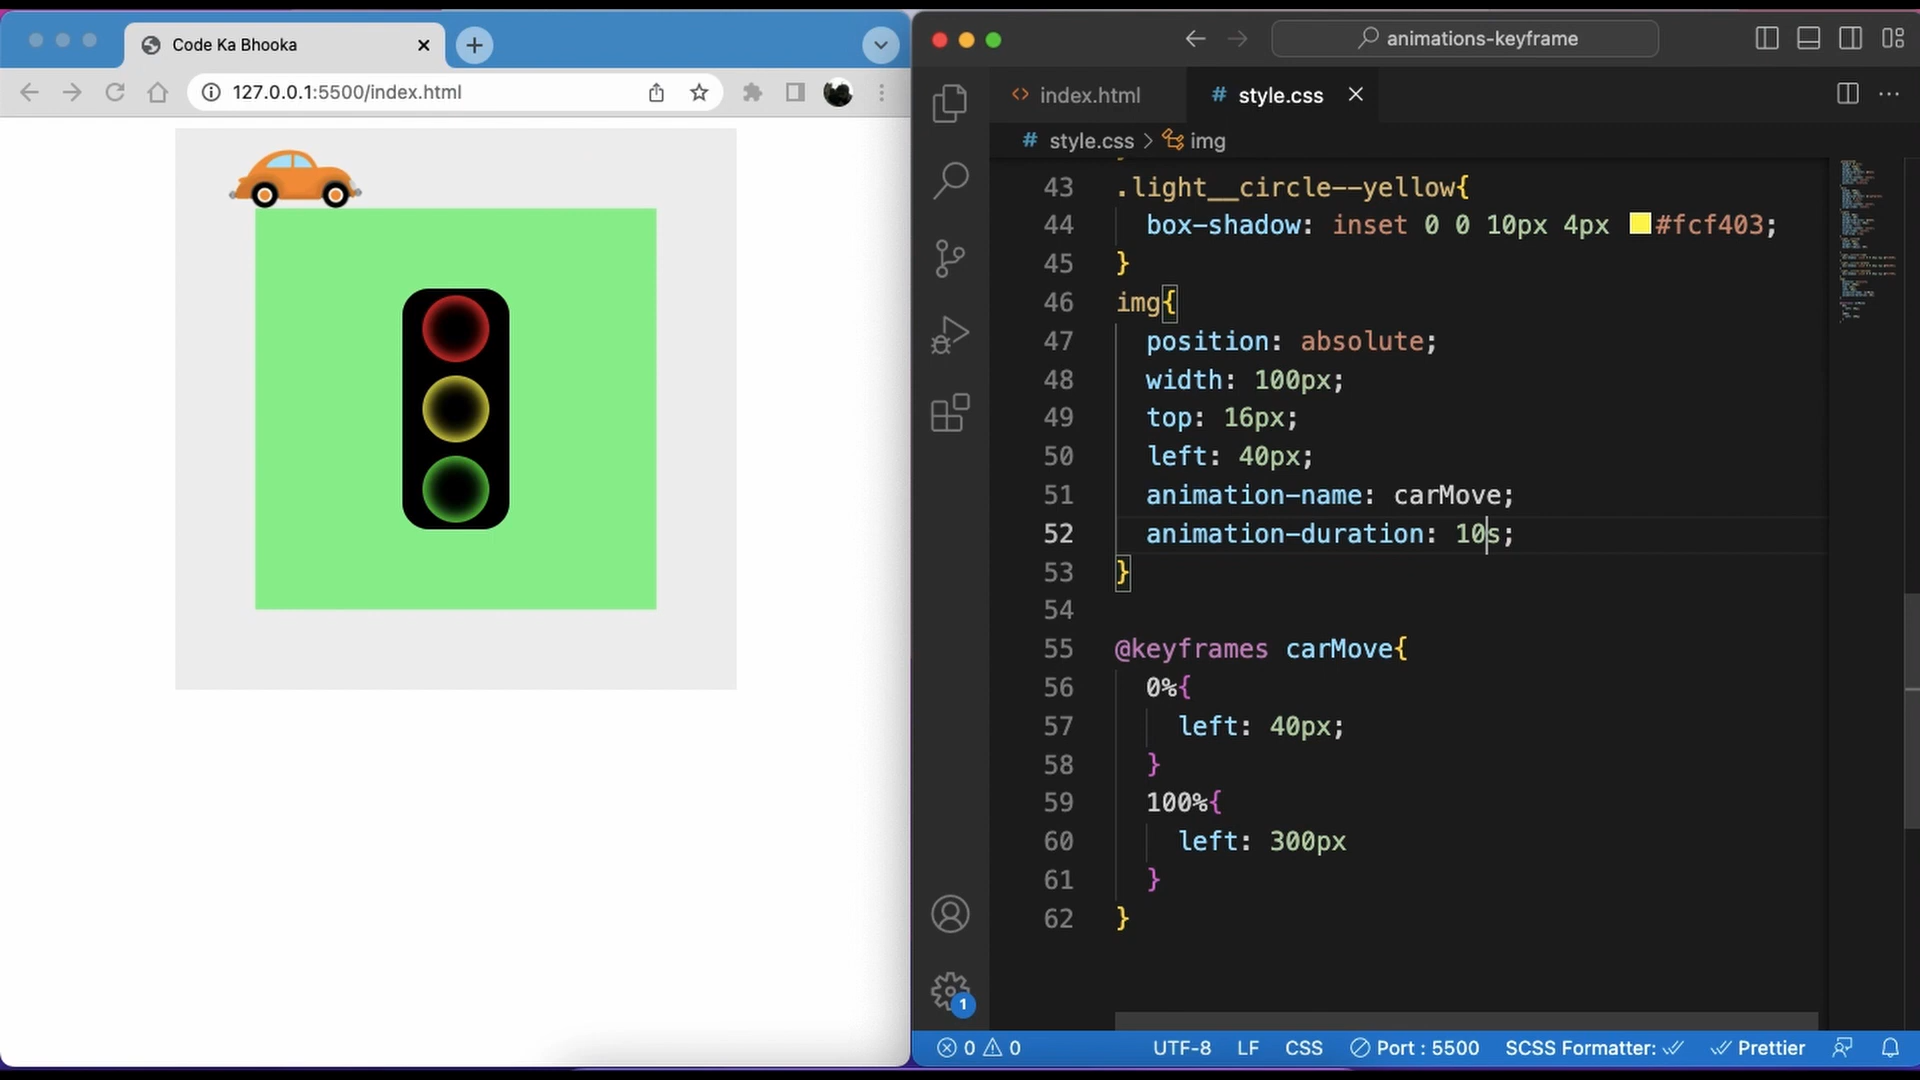 Code Ka Bhooka
127.0.0.1:5500/index.html
animations-keyframe
index.html
# style.css
# style.css > img
43 .light__circle--yellow{
44 box-shadow: inset 0 0 10px 4px #fcf403;
45 }
46 img{
47 position: absolute;
48 width: 100px;
49 top: 16px;
50 left: 40px;
51 animation-name: carMove;
52 animation-duration: 10s;
53 }
54
55 @keyframes carMove{
56 0%{
57 left: 40px;
58 }
59 100%{
60 left: 300px
61 }
62 }
1
0 0 UTF-8 LF CSS Port : 5500 SCSS Formatter: Prettier